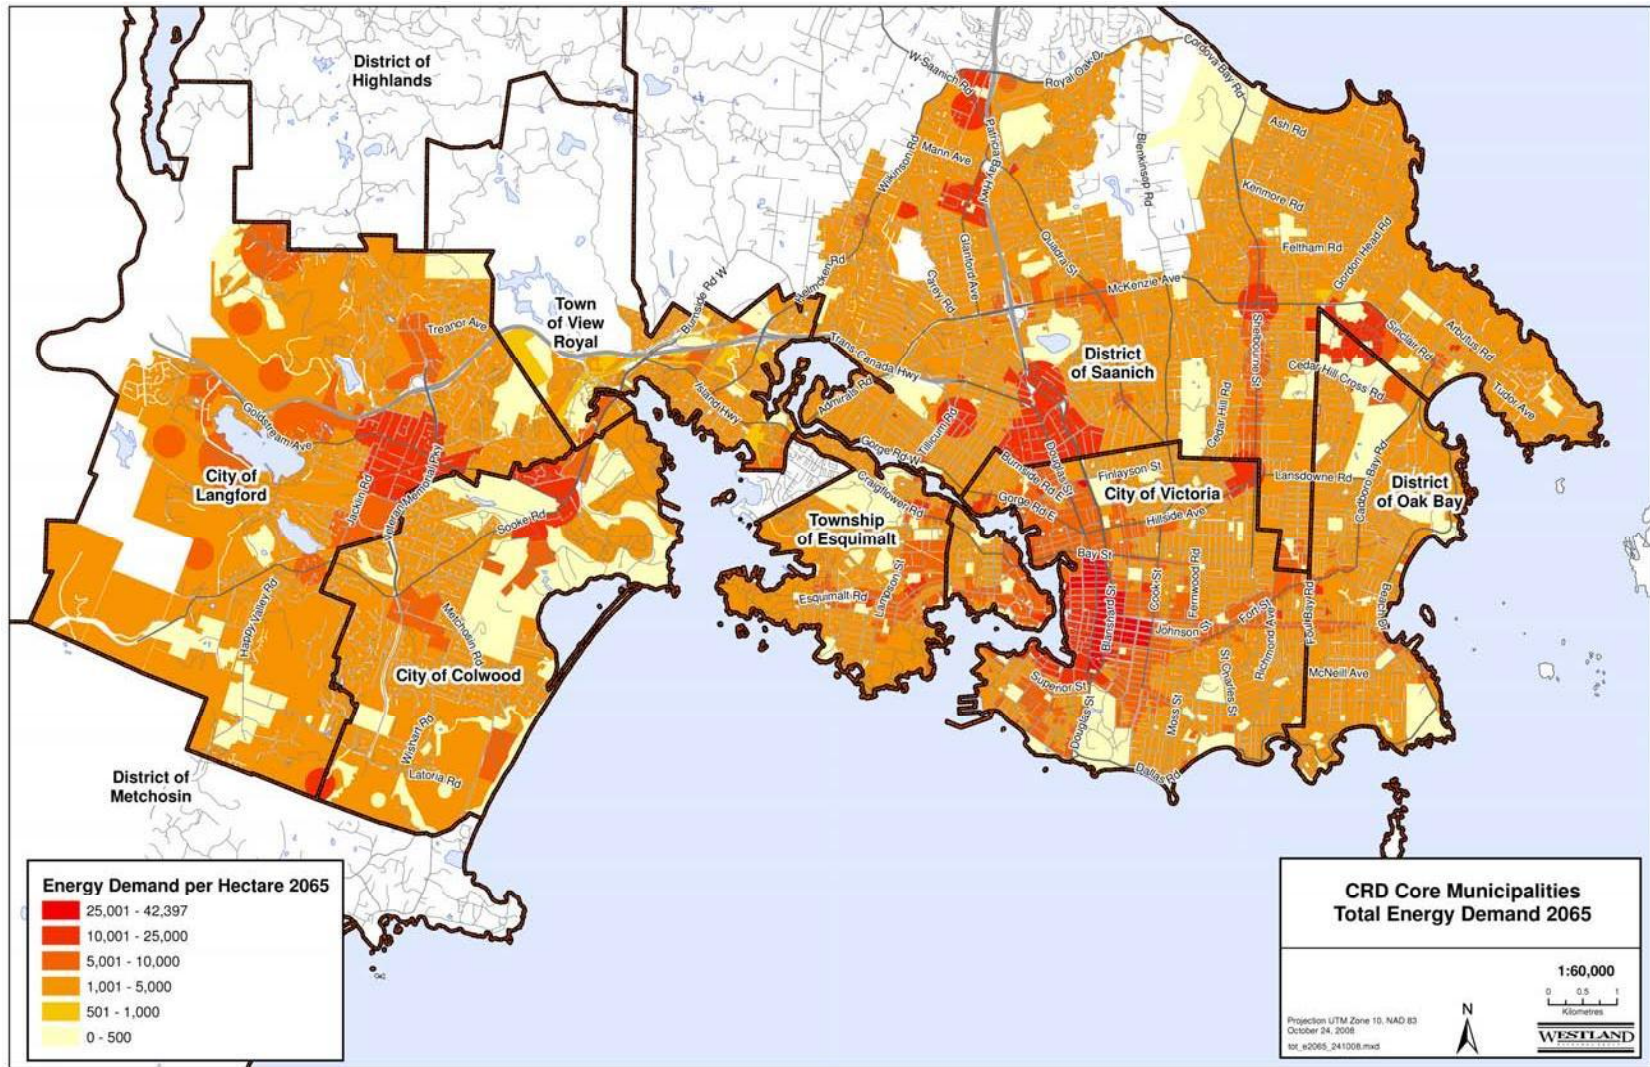 District of
Highlands
W Saanich Rd
Royal Oak Dr
Cordova Bay Rd
Ash Rd
Patricia Bay Hwy
Mann Ave
Wilkinson Rd
Blenkinsop Rd
Kenmore Rd
Feltham Rd
Gordon Head Rd
Quadra St
Glanford Ave
Carey Rd
Helmcken Rd
McKenzie Ave
Burnside Rd W
Town
of View
Royal
Treanor Ave
Trans Canada Hwy
Admirals Rd
Island Hwy
District
of Saanich
Shelbourne St
Sinclair Rd
Arbutus Rd
Cedar Hill Cross Rd
Tudor Ave
Cedar Hill Rd
Goldstream Ave
Tillicum Rd
Gorge Rd W
Douglas St
Burnside Rd E
Finlayson St
Lansdowne Rd
Cadboro Bay Rd
District
of Oak Bay
City of
Langford
Jacklin Rd
Veteran Memorial Pky
Sooke Rd
Craigflower Rd
Gorge Rd E
City of Victoria
Hillside Ave
Township
of Esquimalt
Bay St
Lampson St
Esquimalt Rd
Blanshard St
Cook St
Fernwood Rd
Johnson St
Fort St
Richmond Ave
Foul Bay Rd
Beach Dr
Happy Valley Rd
Metchosin Rd
City of Colwood
Superior St
Douglas St
Moss St
St Charles St
McNeill Ave
Dallas Rd
Wishart Rd
Latoria Rd
District of
Metchosin
Energy Demand per Hectare 2065
25,001 - 42,397
10,001 - 25,000
5,001 - 10,000
1,001 - 5,000
501 - 1,000
0 - 500
CRD Core Municipalities
Total Energy Demand 2065
1:60,000
0 0.5 1
Kilometres
N
Projection UTM Zone 10, NAD 83
October 24, 2008
tot_e2065_241008.mxd
WESTLAND